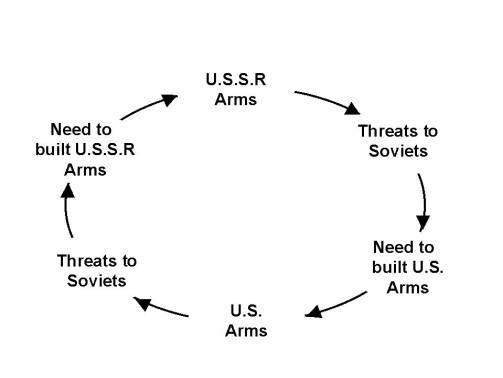 U.S.S.R
Arms
Threats to
Soviets
Need to
built U.S.
Arms
U.S.
Arms
Threats to
Soviets
Need to
built U.S.S.R
Arms